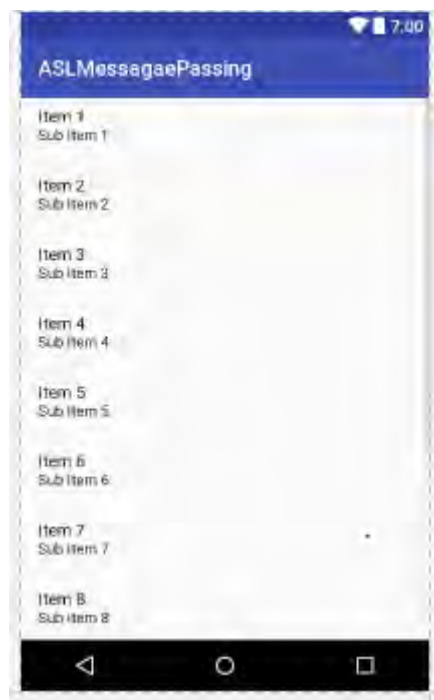 7:00
ASLMessagaePassing
Item 1
Sub Item 1
Item 2
Sub Item 2
Item 3
Sub Item 3
Item 4
Sub Item 4
Item 5
Sub Item 5
Item 6
Sub Item 6
Item 7
Sub Item 7
Item 8
Sub Item 8